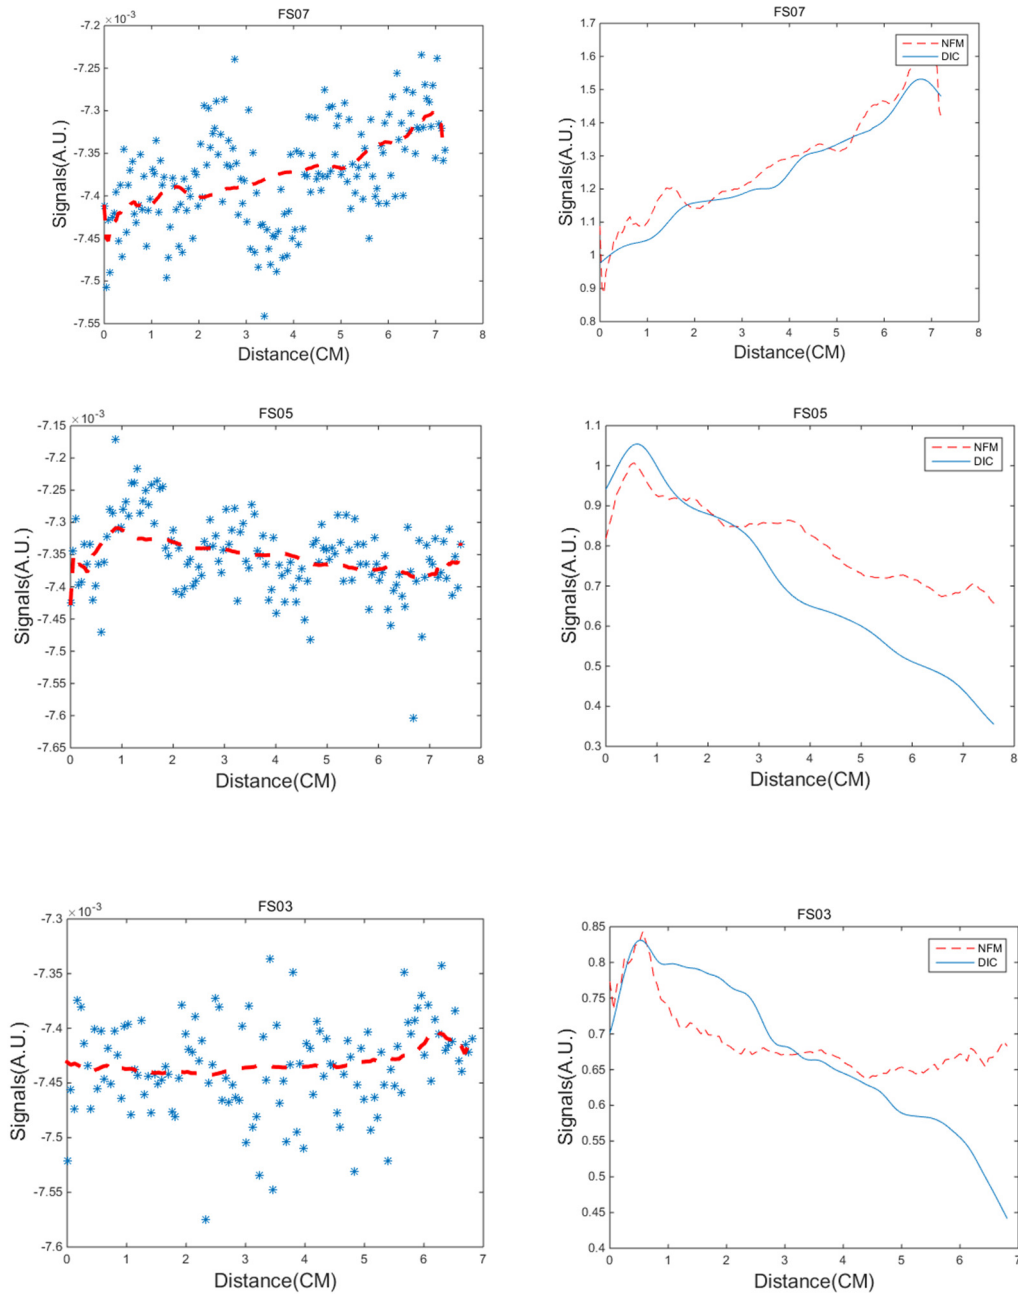 FS07
×10⁻³
-7.2
-7.25
-7.3
-7.35
-7.4
-7.45
-7.5
-7.55
0 1 2 3 4 5 6 7 8
Signals(A.U.)
Distance(CM)
FS07
1.7
1.6
1.5
1.4
1.3
1.2
1.1
1
0.9
0.8
0 1 2 3 4 5 6 7 8
Signals(A.U.)
Distance(CM)
NFM
DIC
FS05
×10⁻³
-7.15
-7.2
-7.25
-7.3
-7.35
-7.4
-7.45
-7.5
-7.55
-7.6
-7.65
0 1 2 3 4 5 6 7 8
Signals(A.U.)
Distance(CM)
FS05
1.1
1
0.9
0.8
0.7
0.6
0.5
0.4
0.3
0 1 2 3 4 5 6 7 8
Signals(A.U.)
Distance(CM)
NFM
DIC
FS03
×10⁻³
-7.3
-7.35
-7.4
-7.45
-7.5
-7.55
-7.6
0 1 2 3 4 5 6 7
Signals(A.U.)
Distance(CM)
FS03
0.85
0.8
0.75
0.7
0.65
0.6
0.55
0.5
0.45
0.4
0 1 2 3 4 5 6 7
Signals(A.U.)
Distance(CM)
NFM
DIC